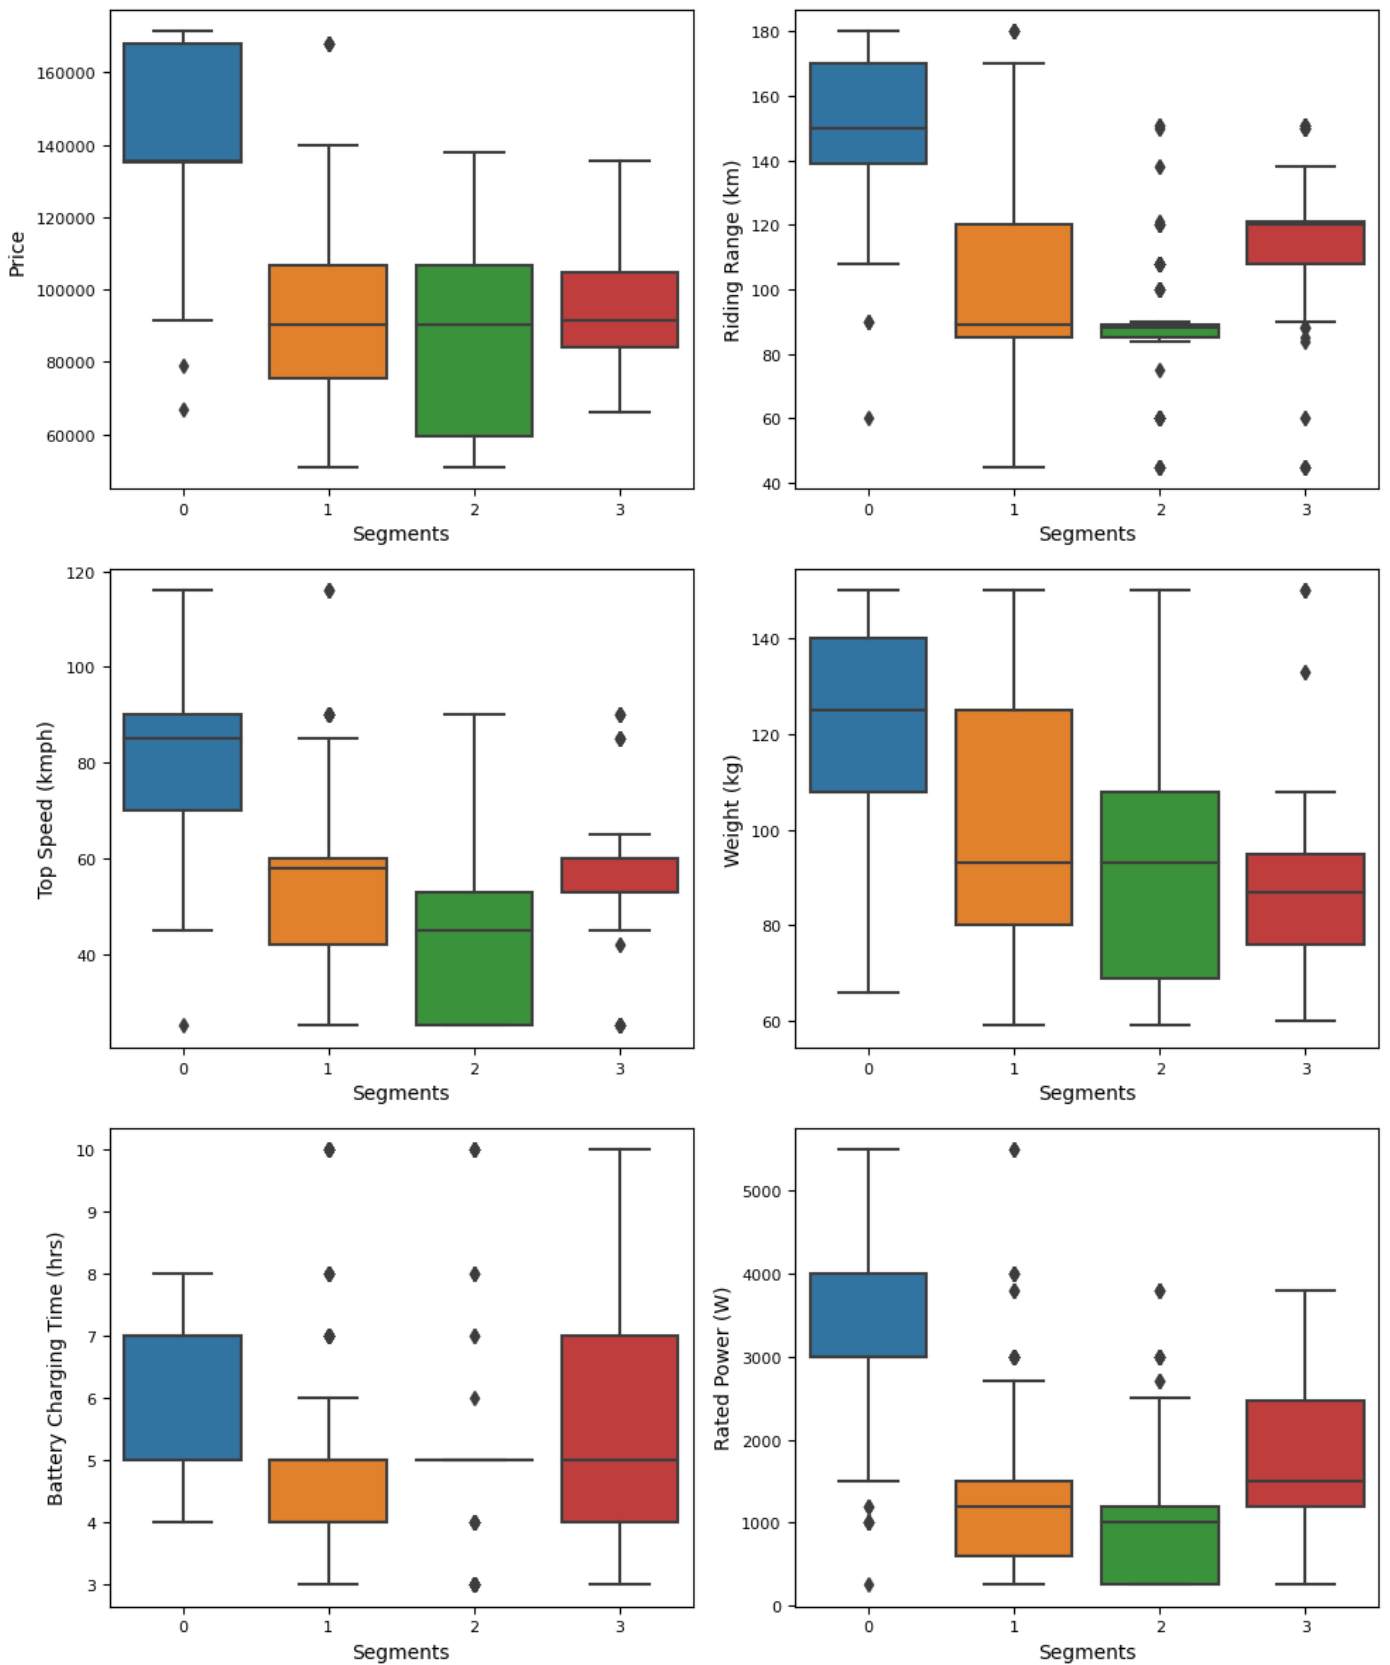 160000
140000
120000
100000
80000
60000
Price
0 1 2 3
Segments
180
160
140
120
100
80
60
40
Riding Range (km)
0 1 2 3
Segments
120
100
80
60
40
Top Speed (kmph)
0 1 2 3
Segments
140
120
100
80
60
Weight (kg)
0 1 2 3
Segments
10
9
8
7
6
5
4
3
Battery Charging Time (hrs)
0 1 2 3
Segments
5000
4000
3000
2000
1000
0
Rated Power (W)
0 1 2 3
Segments